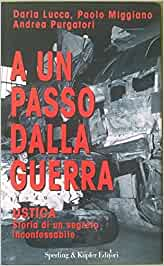 Daria Lucca, Paolo Miggiano
Andrea Purgatori
A UN
PASSO
DALLA
GUERRA
USTICA
Storia di un segreto
inconfessabile
Sperling & Kupfer Editori